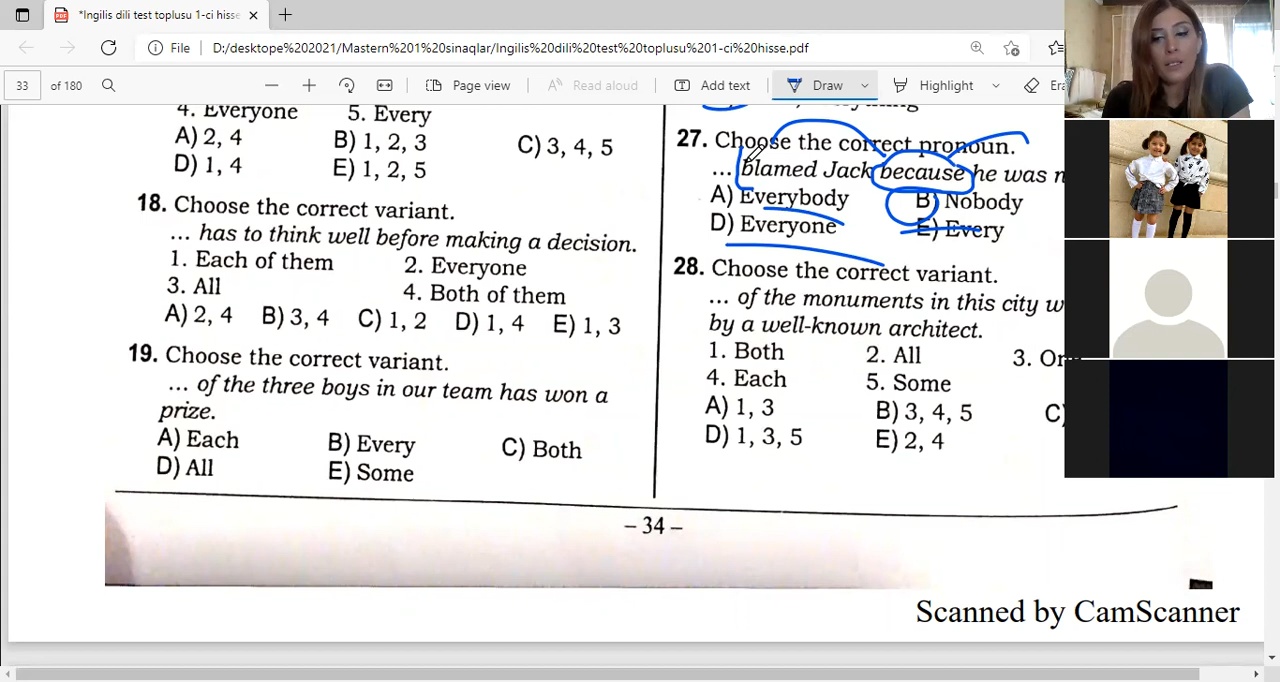 *Ingilis dili test toplusu 1-ci hisse
File D:/desktope%202021/Mastern%201%20sinaqlar/Ingilis%20dili%20test%20toplusu%201-ci%20hisse.pdf
33 of 180 Page view Read aloud Add text Draw Highlight
4. Everyone 5. Every
A) 2, 4 B) 1, 2, 3 C) 3, 4, 5
D) 1, 4 E) 1, 2, 5
18. Choose the correct variant.
... has to think well before making a decision.
1. Each of them 2. Everyone
3. All 4. Both of them
A) 2, 4 B) 3, 4 C) 1, 2 D) 1, 4 E) 1, 3
19. Choose the correct variant.
... of the three boys in our team has won a
prize.
A) Each B) Every C) Both
D) All E) Some
27. Choose the correct pronoun.
... blamed Jack because he was
A) Everybody B) Nobody
D) Everyone E) Every
28. Choose the correct variant.
... of the monuments in this city
by a well-known architect.
1. Both 2. All 3.
4. Each 5. Some
A) 1, 3 B) 3, 4, 5 C)
D) 1, 3, 5 E) 2, 4
– 34 –
Scanned by CamScanner